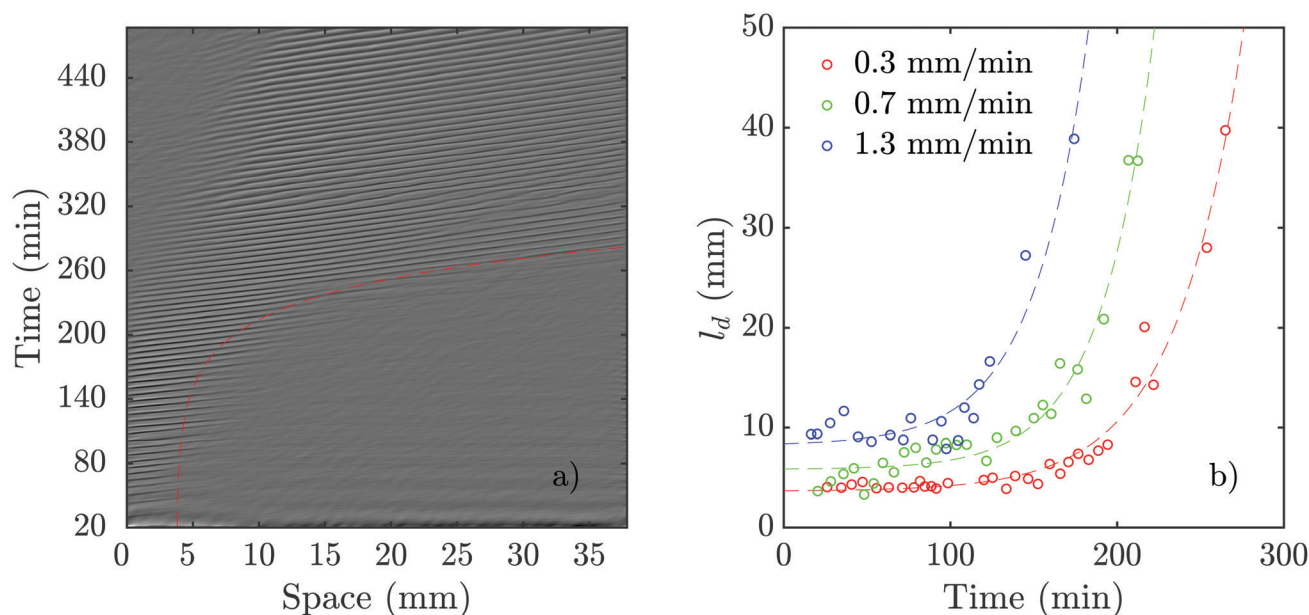 440
380
320
260
200
140
80
20
Time (min)
0 5 10 15 20 25 30 35
Space (mm)
a)
50
40
30
20
10
0
l_d (mm)
0.3 mm/min
0.7 mm/min
1.3 mm/min
b)
0 100 200 300
Time (min)